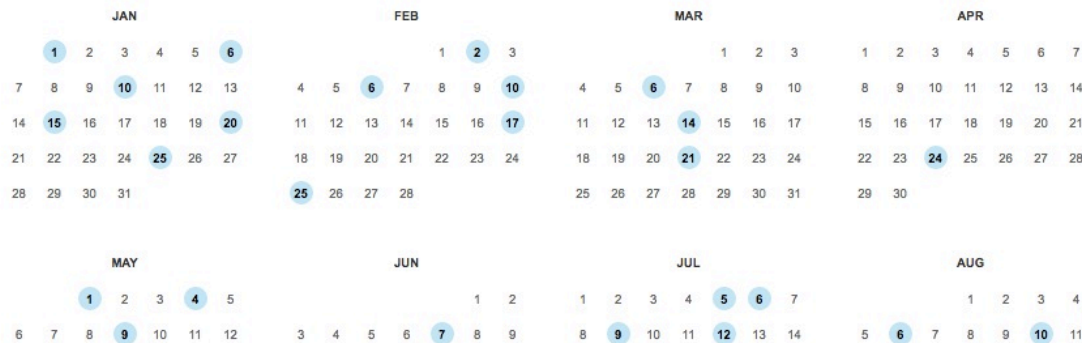 JAN FEB MAR APR
1 2 3 4 5 6 1 2 3 1 2 3 1 2 3 4 5 6 7
7 8 9 10 11 12 13 4 5 6 7 8 9 10 4 5 6 7 8 9 10 8 9 10 11 12 13 14
14 15 16 17 18 19 20 11 12 13 14 15 16 17 11 12 13 14 15 16 17 15 16 17 18 19 20 21
21 22 23 24 25 26 27 18 19 20 21 22 23 24 18 19 20 21 22 23 24 22 23 24 25 26 27 28
28 29 30 31 25 26 27 28 25 26 27 28 29 30 31 29 30
MAY JUN JUL AUG
1 2 3 4 5 1 2 1 2 3 4 5 6 7 1 2 3 4
6 7 8 9 10 11 12 3 4 5 6 7 8 9 8 9 10 11 12 13 14 5 6 7 8 9 10 11